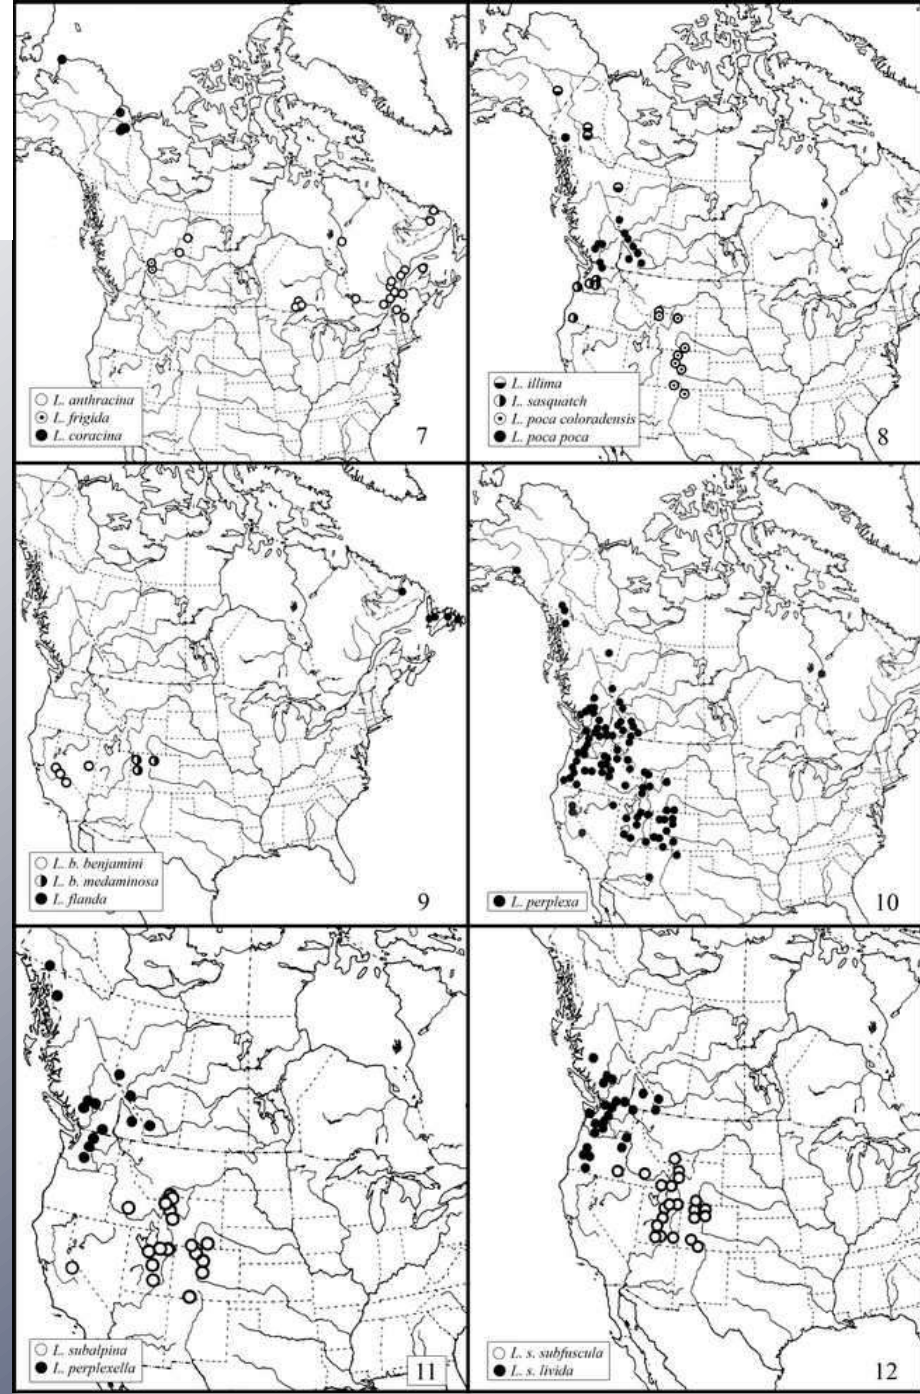 L. anthracina
L. frigida
L. coracina
7
L. illima
L. sasquatch
L. poca coloradensis
L. poca poca
8
L. b. benjamini
L. b. medaminosa
L. flanda
9
L. perplexa
10
L. subalpina
L. perplexella
11
L. s. subfuscula
L. s. livida
12